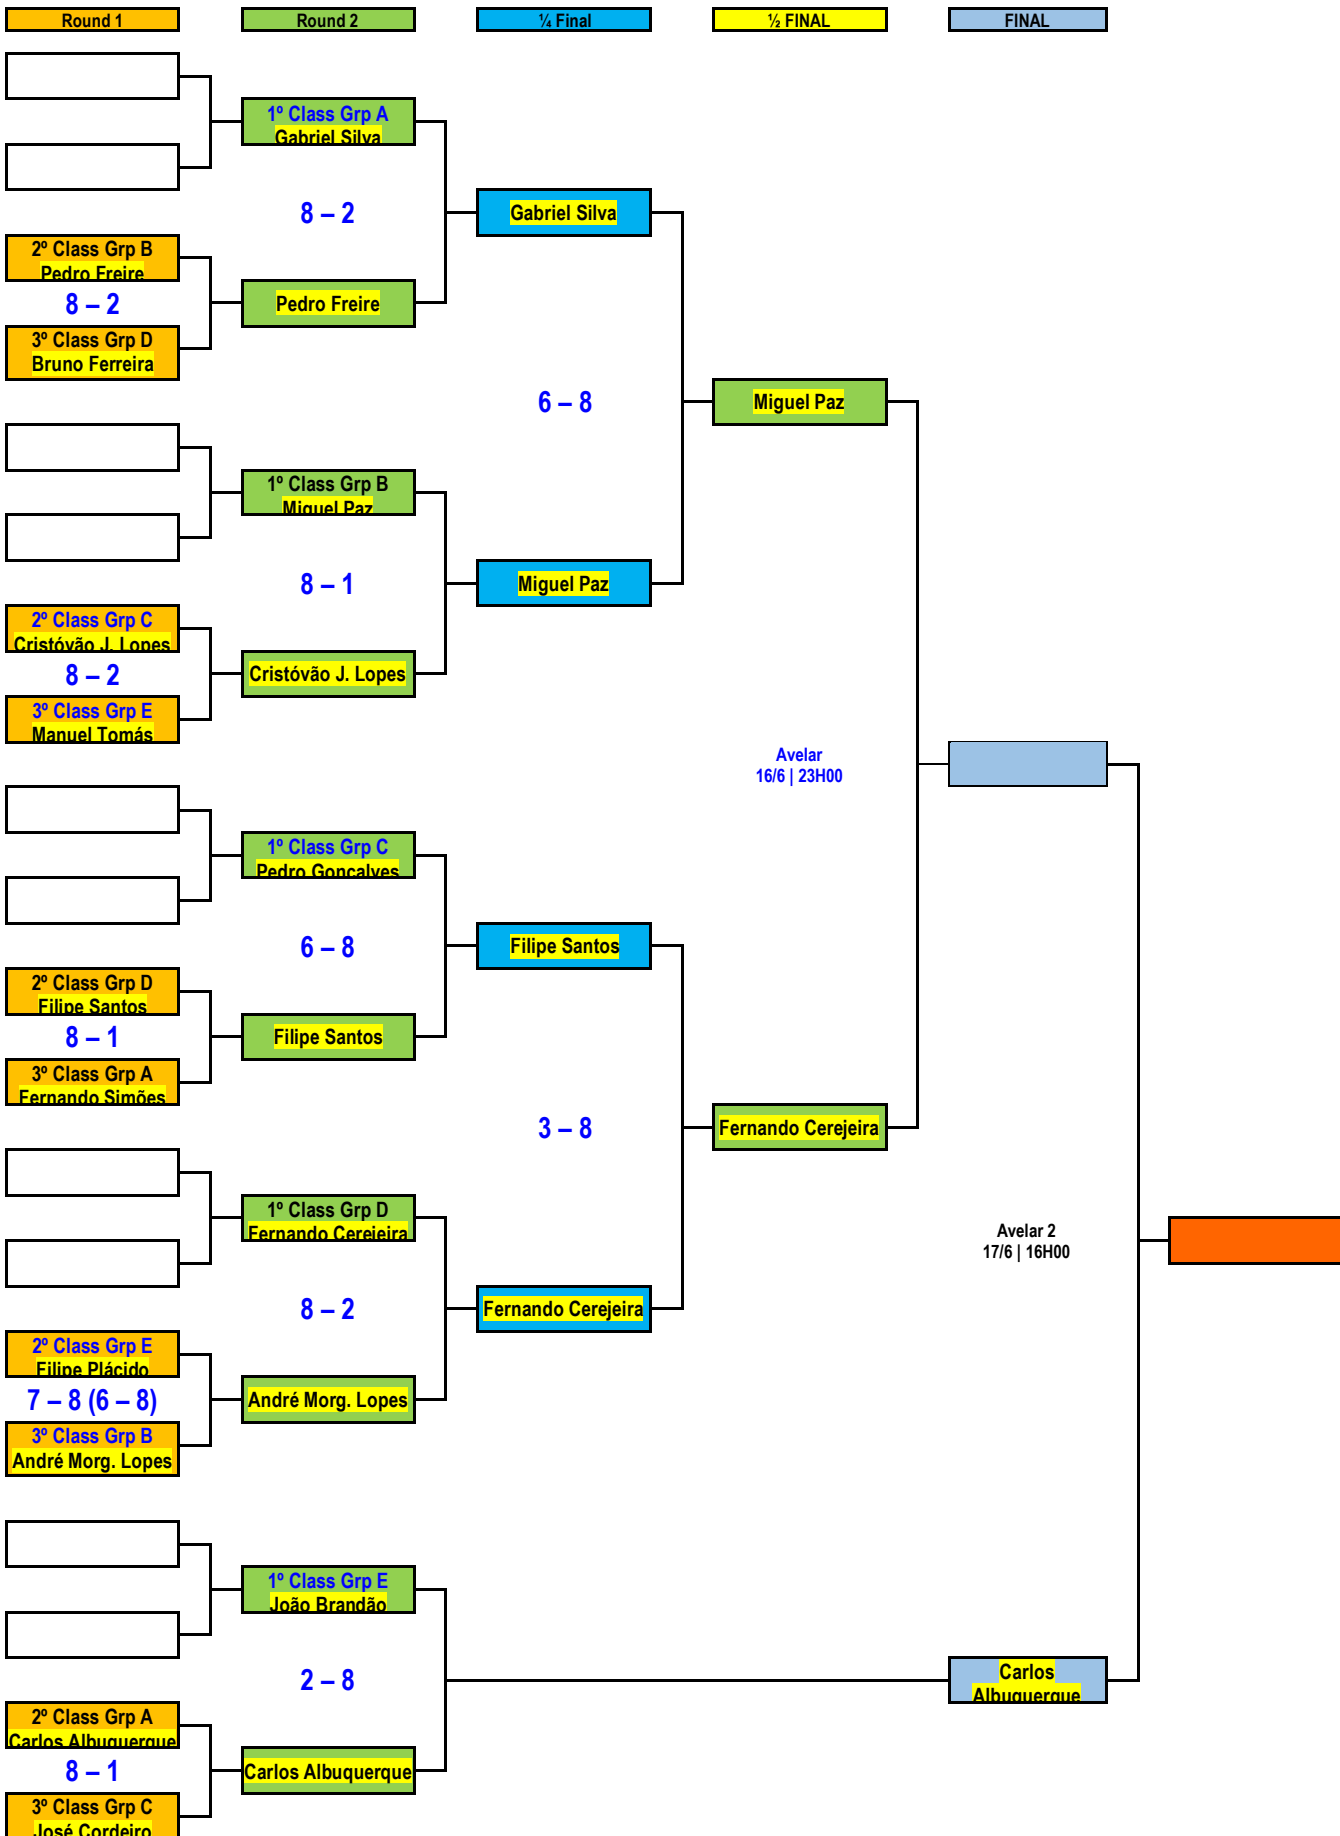 Round 1
Round 2
¼ Final
½ FINAL
FINAL
1º Class Grp A
Gabriel Silva
8 – 2
Gabriel Silva
2º Class Grp B
Pedro Freire
8 – 2
Pedro Freire
3º Class Grp D
Bruno Ferreira
6 – 8
Miguel Paz
1º Class Grp B
Miguel Paz
8 – 1
Miguel Paz
2º Class Grp C
Cristóvão J. Lopes
8 – 2
Cristóvão J. Lopes
3º Class Grp E
Manuel Tomás
Avelar
16/6 | 23H00
1º Class Grp C
Pedro Gonçalves
6 – 8
Filipe Santos
2º Class Grp D
Filipe Santos
8 – 1
Filipe Santos
3º Class Grp A
Fernando Simões
3 – 8
Fernando Cerejeira
1º Class Grp D
Fernando Cerejeira
Avelar 2
17/6 | 16H00
8 – 2
Fernando Cerejeira
2º Class Grp E
Filipe Plácido
7 – 8 (6 – 8)
André Morg. Lopes
3º Class Grp B
André Morg. Lopes
1º Class Grp E
João Brandão
2 – 8
Carlos
Albuquerque
2º Class Grp A
Carlos Albuquerque
8 – 1
Carlos Albuquerque
3º Class Grp C
José Cordeiro